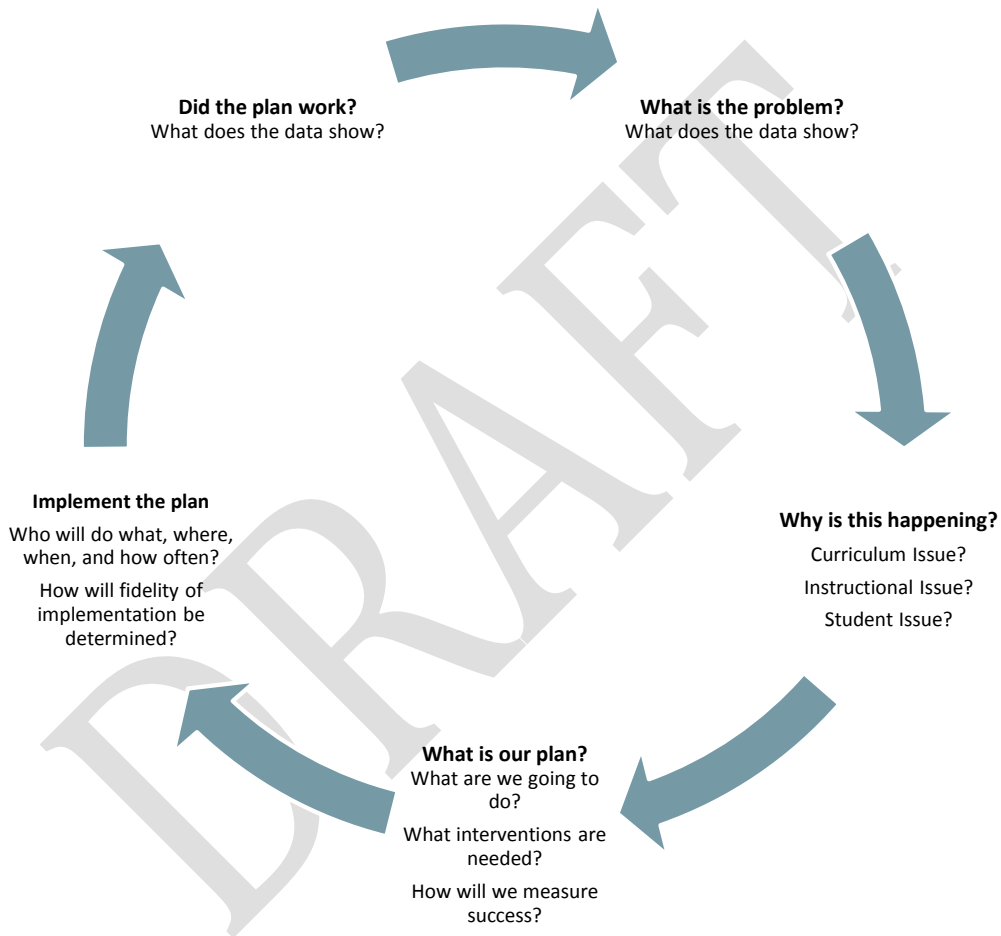 Did the plan work?
What does the data show?
What is the problem?
What does the data show?
Why is this happening?
Curriculum Issue?
Instructional Issue?
Student Issue?
What is our plan?
What are we going to
do?
What interventions are
needed?
How will we measure
success?
Implement the plan
Who will do what, where,
when, and how often?
How will fidelity of
implementation be
determined?
DRAFT